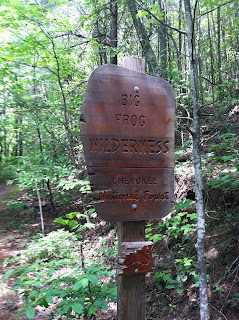 BIG
FROG
WILDERNESS
CHEROKEE
National Forest